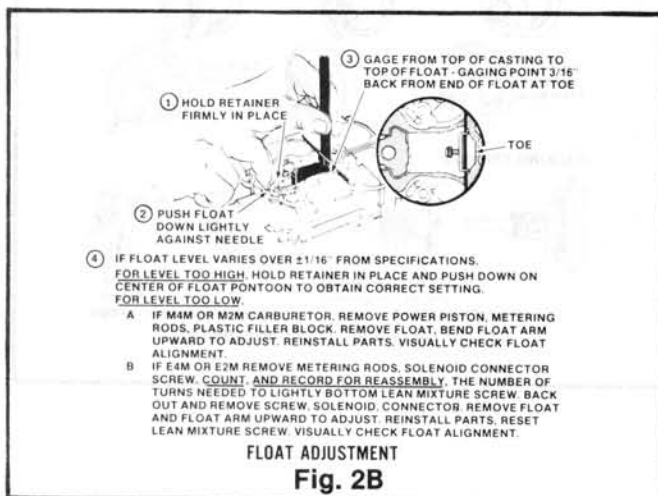 ③ GAGE FROM TOP OF CASTING TO
TOP OF FLOAT - GAGING POINT 3/16"
BACK FROM END OF FLOAT AT TOE
① HOLD RETAINER
FIRMLY IN PLACE
TOE
② PUSH FLOAT
DOWN LIGHTLY
AGAINST NEEDLE
④ IF FLOAT LEVEL VARIES OVER ±1/16" FROM SPECIFICATIONS.
FOR LEVEL TOO HIGH, HOLD RETAINER IN PLACE AND PUSH DOWN ON
CENTER OF FLOAT PONTOON TO OBTAIN CORRECT SETTING.
FOR LEVEL TOO LOW.
A IF M4M OR M2M CARBURETOR, REMOVE POWER PISTON, METERING
RODS, PLASTIC FILLER BLOCK. REMOVE FLOAT, BEND FLOAT ARM
UPWARD TO ADJUST. REINSTALL PARTS. VISUALLY CHECK FLOAT
ALIGNMENT.
B IF E4M OR E2M REMOVE METERING RODS, SOLENOID CONNECTOR
SCREW. COUNT, AND RECORD FOR REASSEMBLY, THE NUMBER OF
TURNS NEEDED TO LIGHTLY BOTTOM LEAN MIXTURE SCREW. BACK
OUT AND REMOVE SCREW, SOLENOID, CONNECTOR. REMOVE FLOAT
AND FLOAT ARM UPWARD TO ADJUST. REINSTALL PARTS, RESET
LEAN MIXTURE SCREW. VISUALLY CHECK FLOAT ALIGNMENT.
FLOAT ADJUSTMENT
Fig. 2B